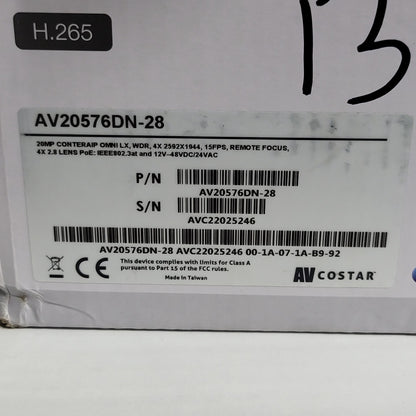 H.265
13
AV20576DN-28
20MP CONTERAIP OMNI LX, WDR, 4X 2592X1944, 15FPS, REMOTE FOCUS,
4X 2.8 LENS PoE: IEEE802.3at and 12V~48VDC/24VAC
P/N
AV20576DN-28
S/N
AVC22025246
AV20576DN-28 AVC22025246 00-1A-07-1A-B9-92
CE This device complies with limits for Class A
pursuant to Part 15 of the FCC rules.
Made in Taiwan
AV COSTAR